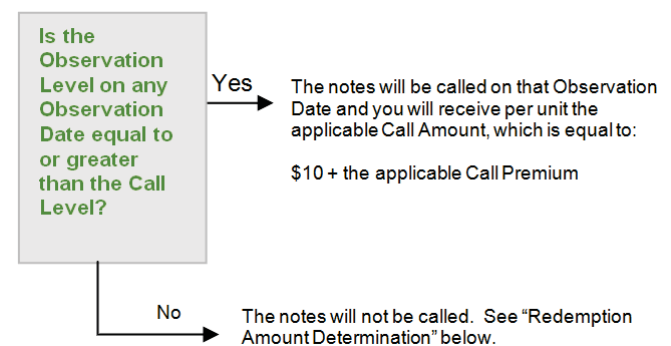 Is the
Observation
Level on any
Observation
Date equal to
or greater
than the Call
Level?
Yes
The notes will be called on that Observation
Date and you will receive per unit the
applicable Call Amount, which is equal to:
$10 + the applicable Call Premium
No
The notes will not be called. See “Redemption
Amount Determination” below.